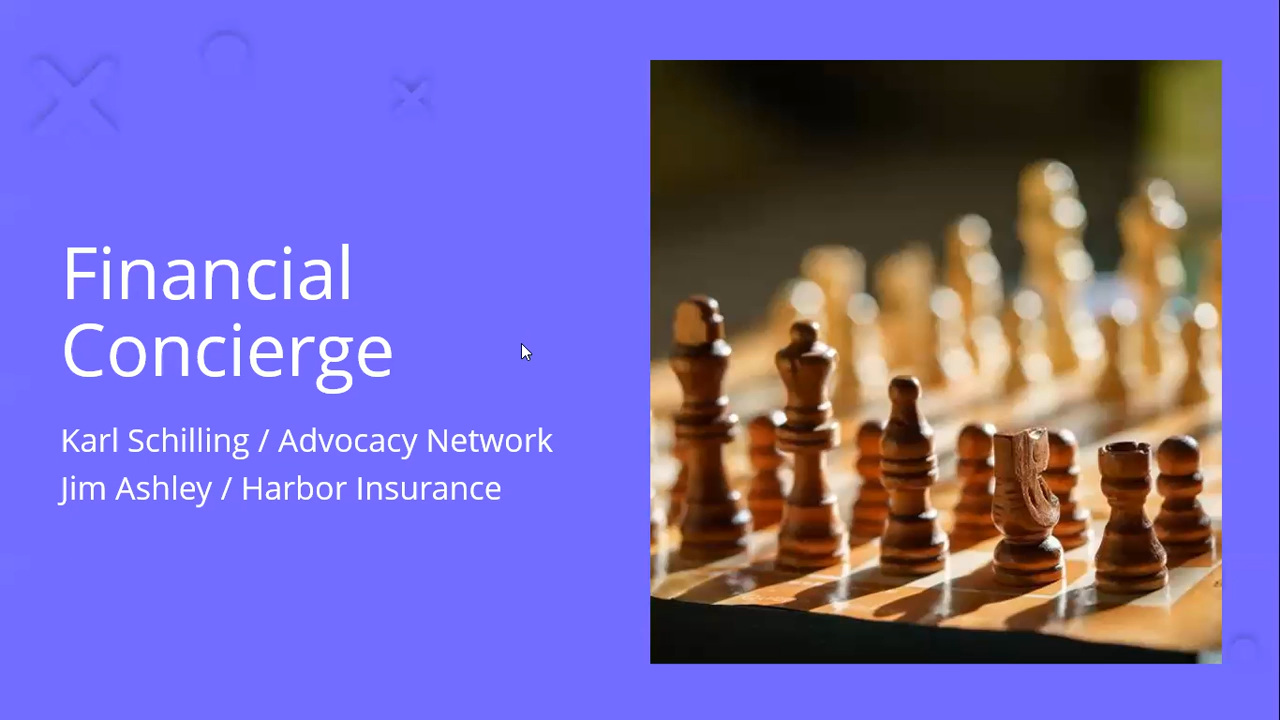 Financial
Concierge
Karl Schilling / Advocacy Network
Jim Ashley / Harbor Insurance